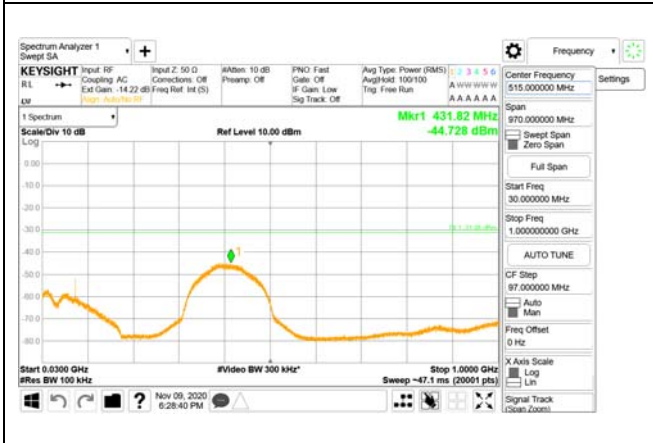 Spectrum Analyzer 1
Swept SA
+
Frequency
KEYSIGHT Input: RF Input Z: 50 Ω #Atten: 10 dB PNO: Fast Avg Type: Power (RMS) 1 2 3 4 5 6
RL Coupling: AC Corrections: Off Preamp: Off Gate: Off Avg|Hold: 100/100 A W W W W W
Ext Gain: -14.22 dB Freq Ref: Int (S) IF Gain: Low Trig: Free Run
Align: Auto/No RF Sig Track: Off A A A A A A
Center Frequency
515.000000 MHz
Settings
1 Spectrum
Mkr1 431.82 MHz
Scale/Div 10 dB Ref Level 10.00 dBm -44.728 dBm
Log
Span
970.000000 MHz
Swept Span
Zero Span
Full Span
Start Freq
30.000000 MHz
Stop Freq
1.000000000 GHz
AUTO TUNE
CF Step
97.000000 MHz
Auto
Man
Freq Offset
0 Hz
X Axis Scale
Log
Lin
Signal Track
(Span Zoom)
0.00
-10.0
-20.0
-30.0
-40.0
-50.0
-60.0
-70.0
-80.0
1
Start 0.0300 GHz #Video BW 300 kHz* Stop 1.0000 GHz
#Res BW 100 kHz Sweep ~47.1 ms (20001 pts)
? Nov 09, 2020
6:28:40 PM